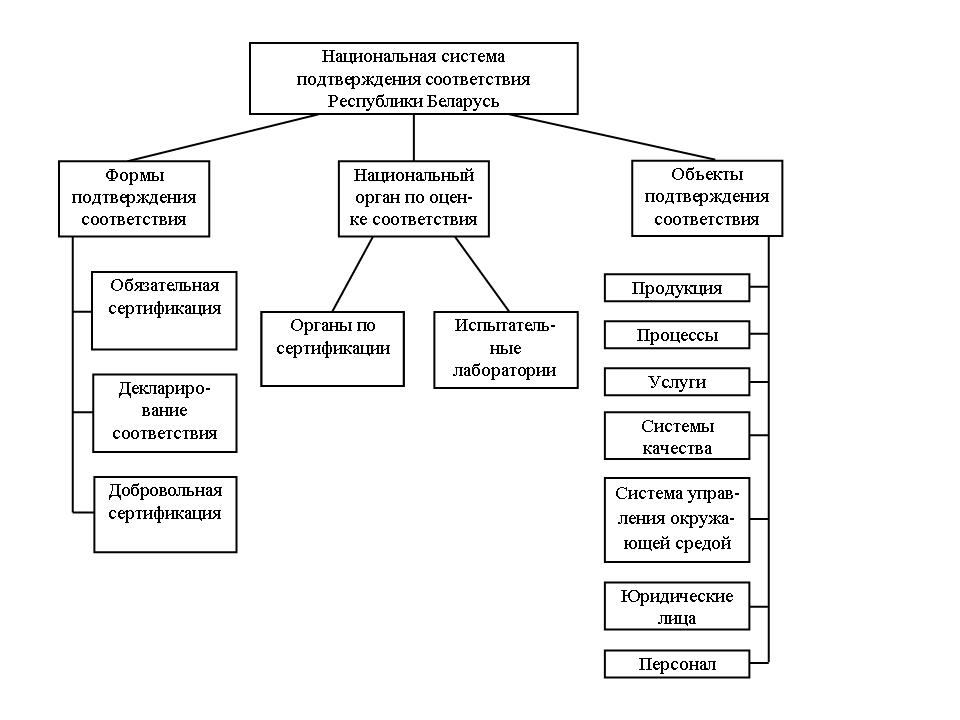 Национальная система
подтверждения соответствия
Республики Беларусь
Формы
подтверждения
соответствия
Национальный
орган по оцен-
ке соответствия
Объекты
подтверждения
соответствия
Обязательная
сертификация
Деклариро-
вание
соответствия
Добровольная
сертификация
Органы по
сертификации
Испытатель-
ные
лаборатории
Продукция
Процессы
Услуги
Системы
качества
Система управ-
ления окружа-
ющей средой
Юридические
лица
Персонал